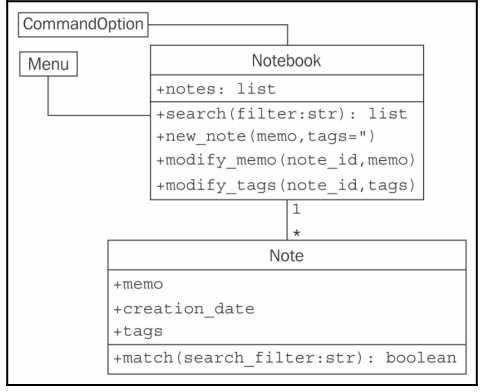 CommandOption
Menu
Notebook
+notes: list
+search(filter:str): list
+new_note(memo,tags=")
+modify_memo(note_id,memo)
+modify_tags(note_id,tags)
1
*
Note
+memo
+creation_date
+tags
+match(search_filter:str): boolean